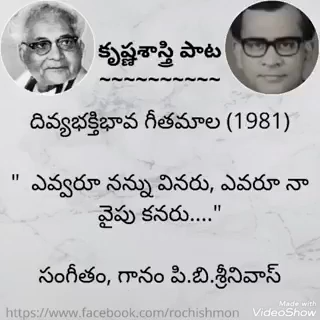 కృష్ణశాస్త్రి పాట
~~~~~~~~~~
దివ్యభక్తిభావ గీతమాల (1981)
" ఎవ్వరూ నన్ను వినరు, ఎవరూ నా
వైపు కనరు...."
సంగీతం, గానం పి.బి.శ్రీనివాస్
https://www.facebook.com/rochishmon
Made with
VideoShow